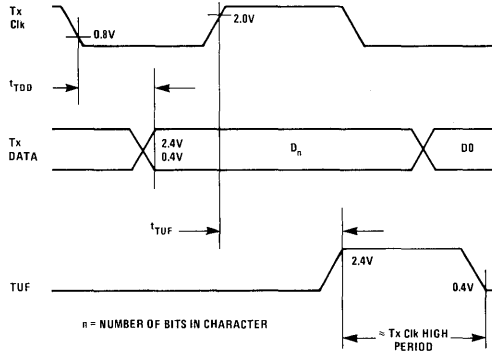 Tx
Clk
0.8V
2.0V
tTDD
Tx
DATA
2.4V
0.4V
Dn
D0
tTUF
TUF
2.4V
0.4V
n = NUMBER OF BITS IN CHARACTER
≈ Tx Clk HIGH
PERIOD